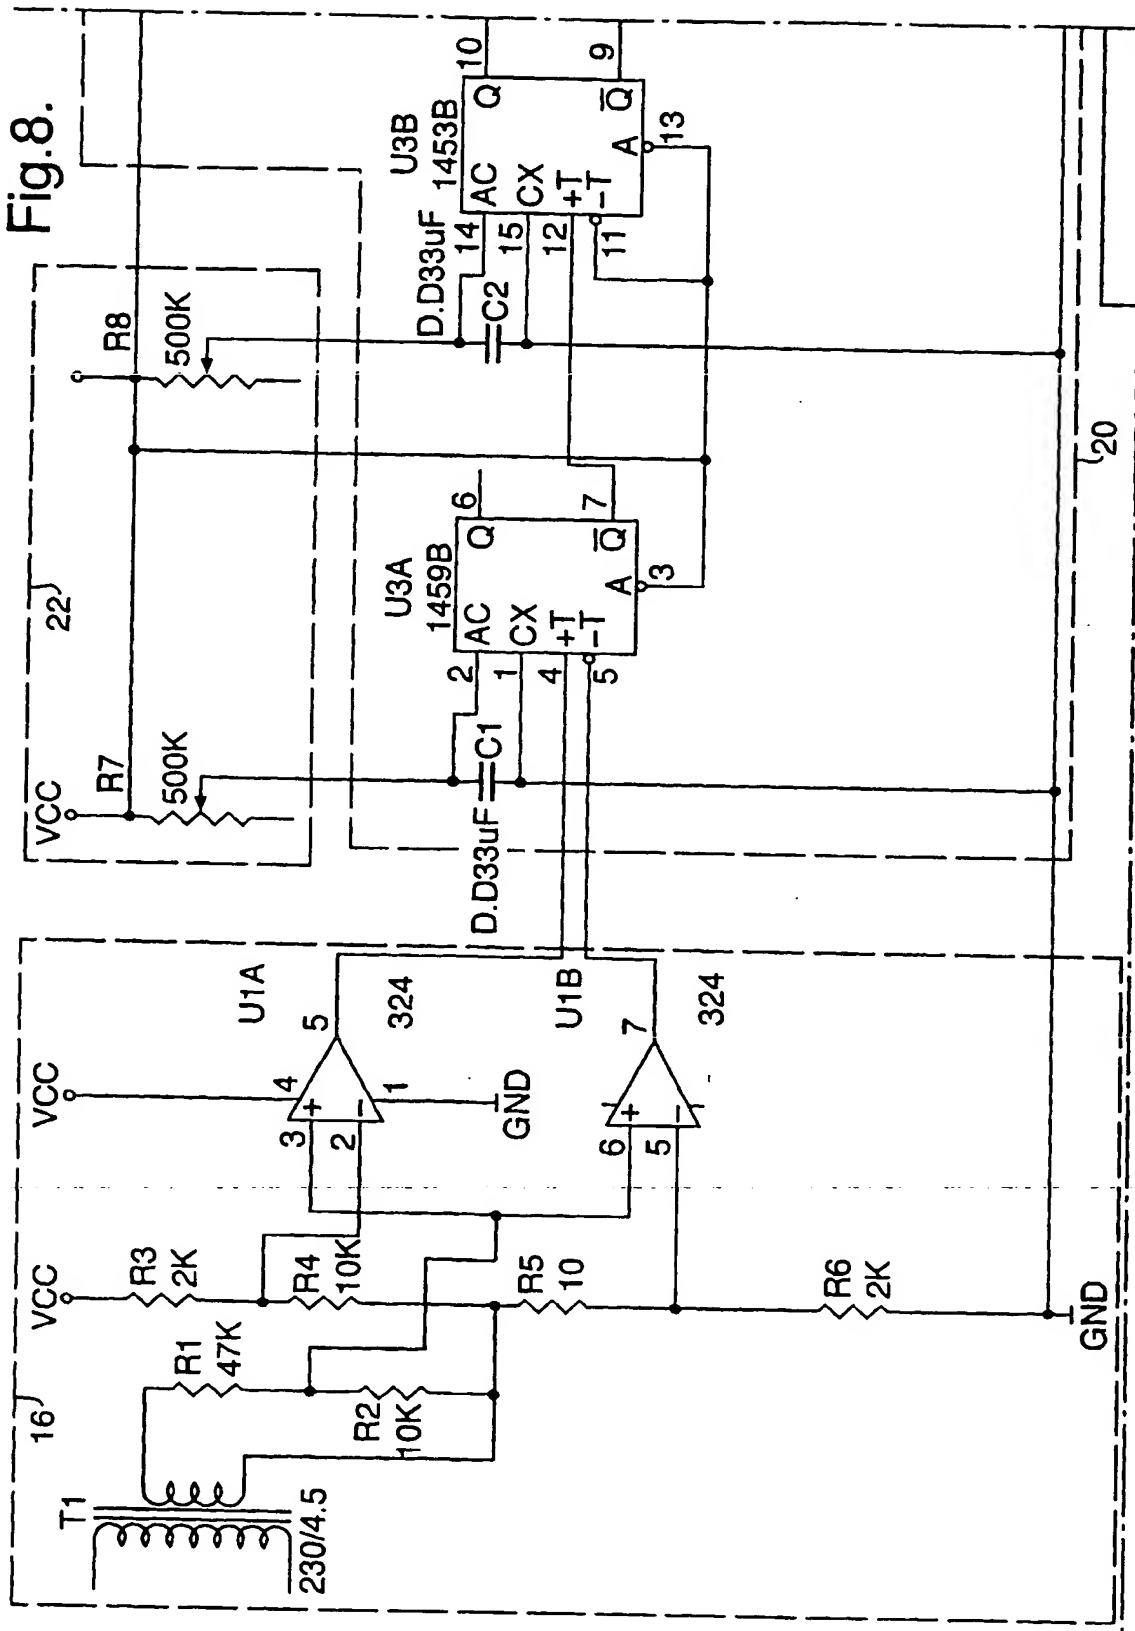 Fig.8.
22
VCC
R7
500K
R8
500K
16
T1
230/4.5
R1
47K
R2
10K
VCC
R3
2K
R4
10K
R5
10
R6
2K
GND
VCC
3
+
2
−
4
1
5
U1A
324
GND
6
+
5
−
7
U1B
324
D.D33uF
C1
U3A
1459B
2
AC
1
CX
4
+T
5
−T
Q
6
Q
7
A
3
D.D33uF
C2
U3B
1453B
14
AC
15
CX
12
+T
11
−T
Q
10
Q
9
A
13
20